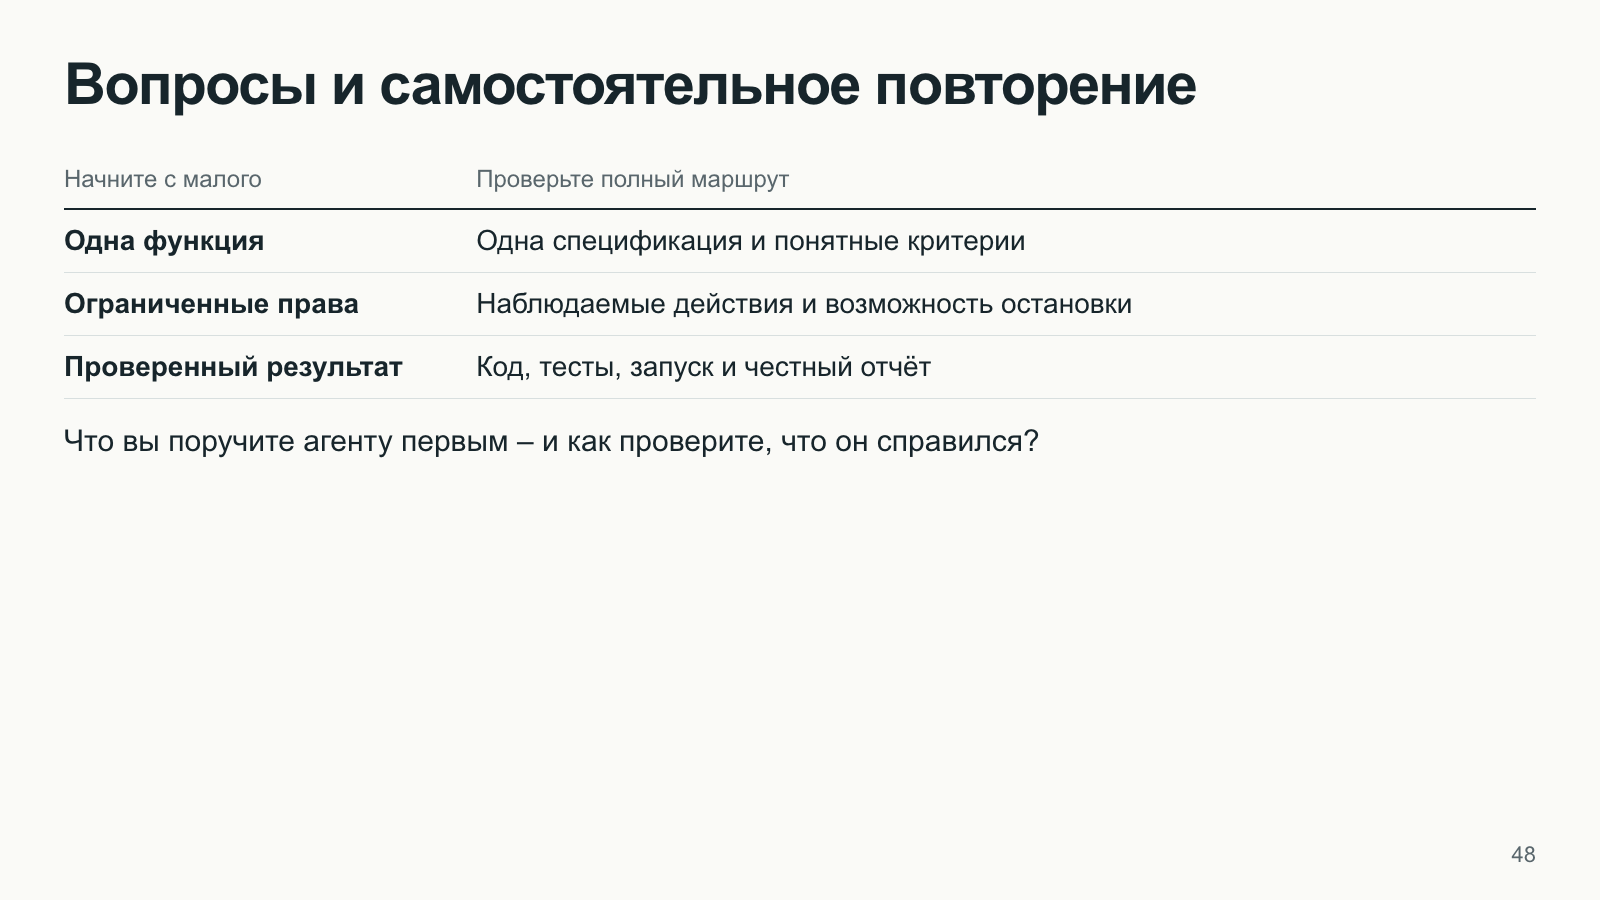 Вопросы и самостоятельное повторение
Начните с малого Проверьте полный маршрут
Одна функция Одна спецификация и понятные критерии
Ограниченные права Наблюдаемые действия и возможность остановки
Проверенный результат Код, тесты, запуск и честный отчёт
Что вы поручите агенту первым – и как проверите, что он справился?
48